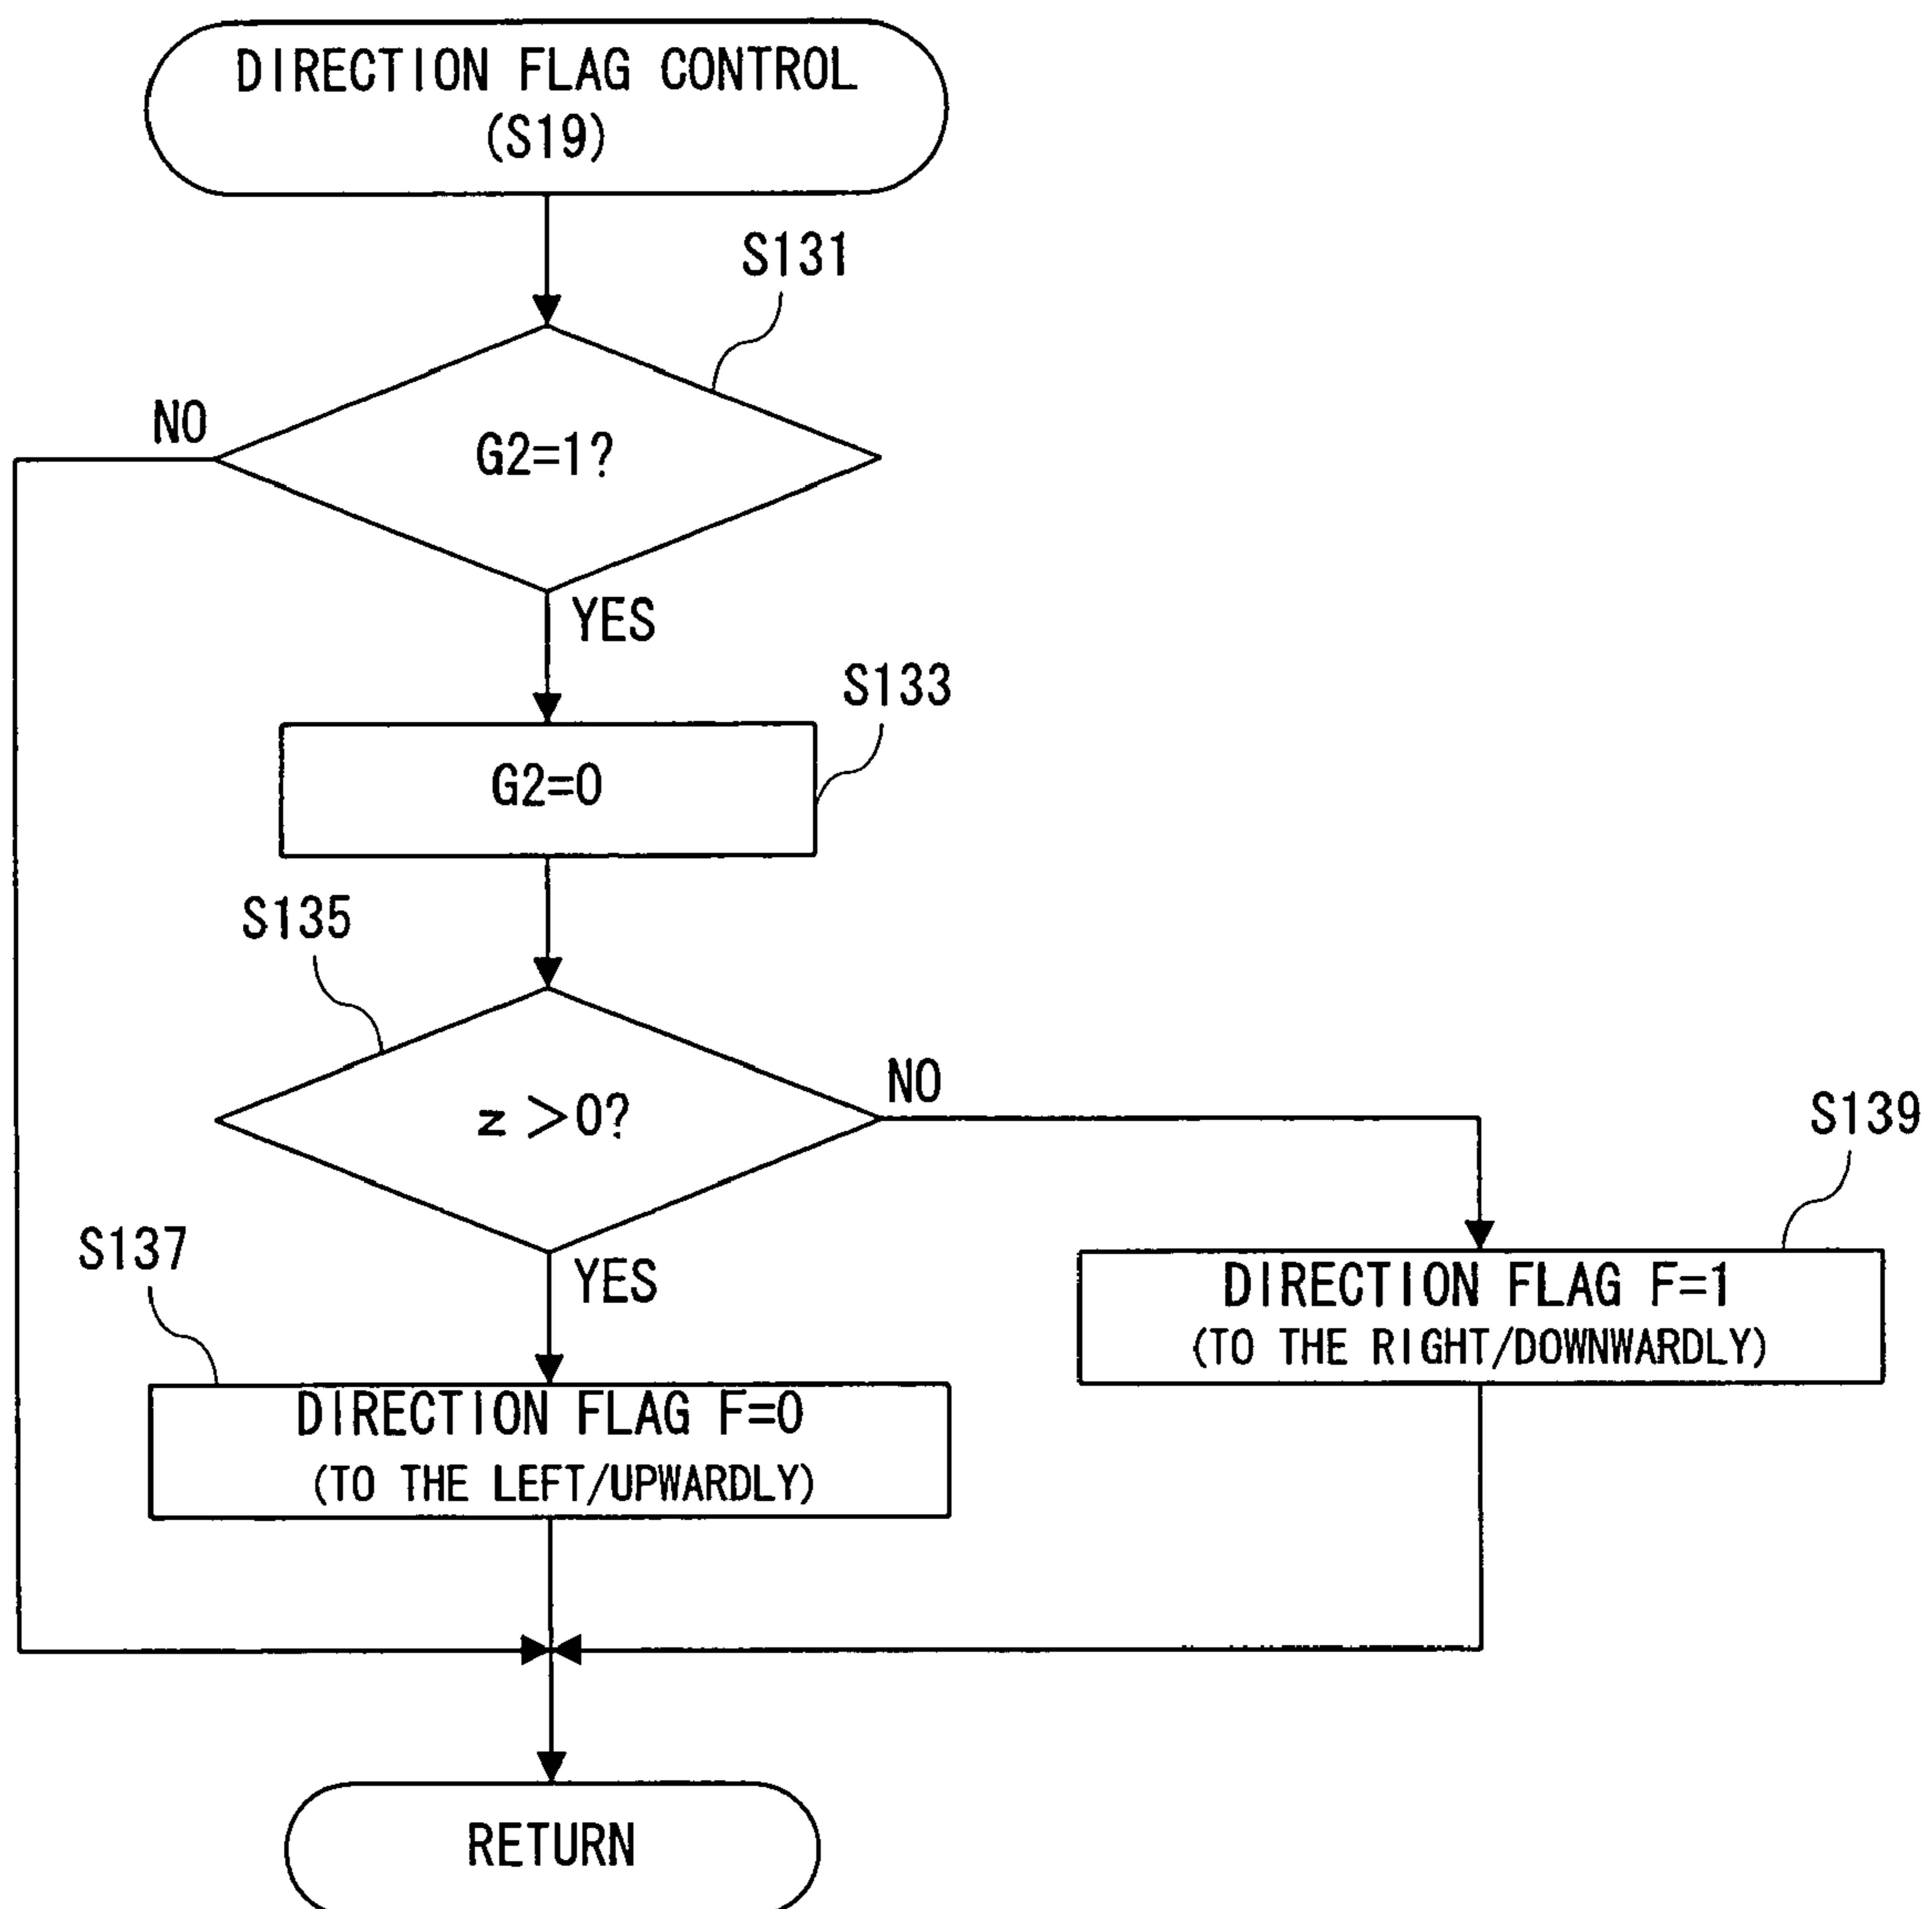 DIRECTION FLAG CONTROL
(S19)
S131
NO
G2=1?
YES
S133
G2=0
S135
z >0?
NO
S139
S137
YES
DIRECTION FLAG F=1
(TO THE RIGHT/DOWNWARDLY)
DIRECTION FLAG F=0
(TO THE LEFT/UPWARDLY)
RETURN